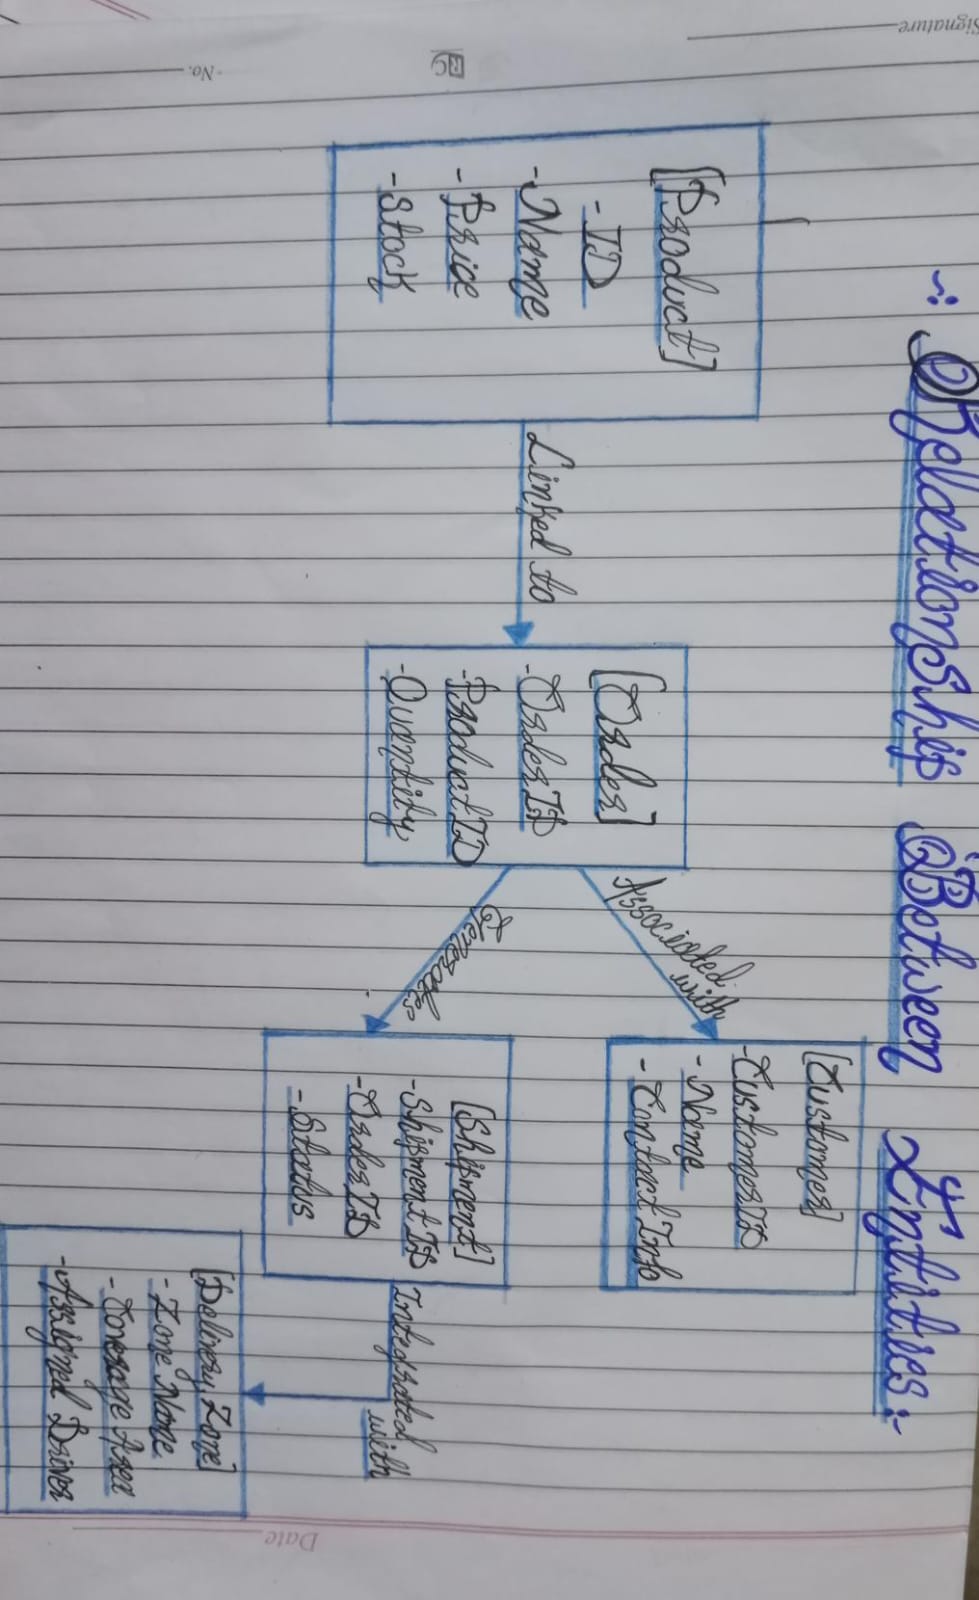 Signature
No.
RC
~: RelationShip Between Entities:-
[Product]
- ID
- Name
- Price
- Stock
Linked to
[Order]
- Order ID
- Product ID
- Quantity
Associated with
Generates
[Customer]
- Customer ID
- Name
- Contact Info
[Shipment]
- Shipment ID
- Order ID
- Status
Integrated with
[Delivery Zone]
- Zone Name
- Coverage Area
- Assigned Driver
Date